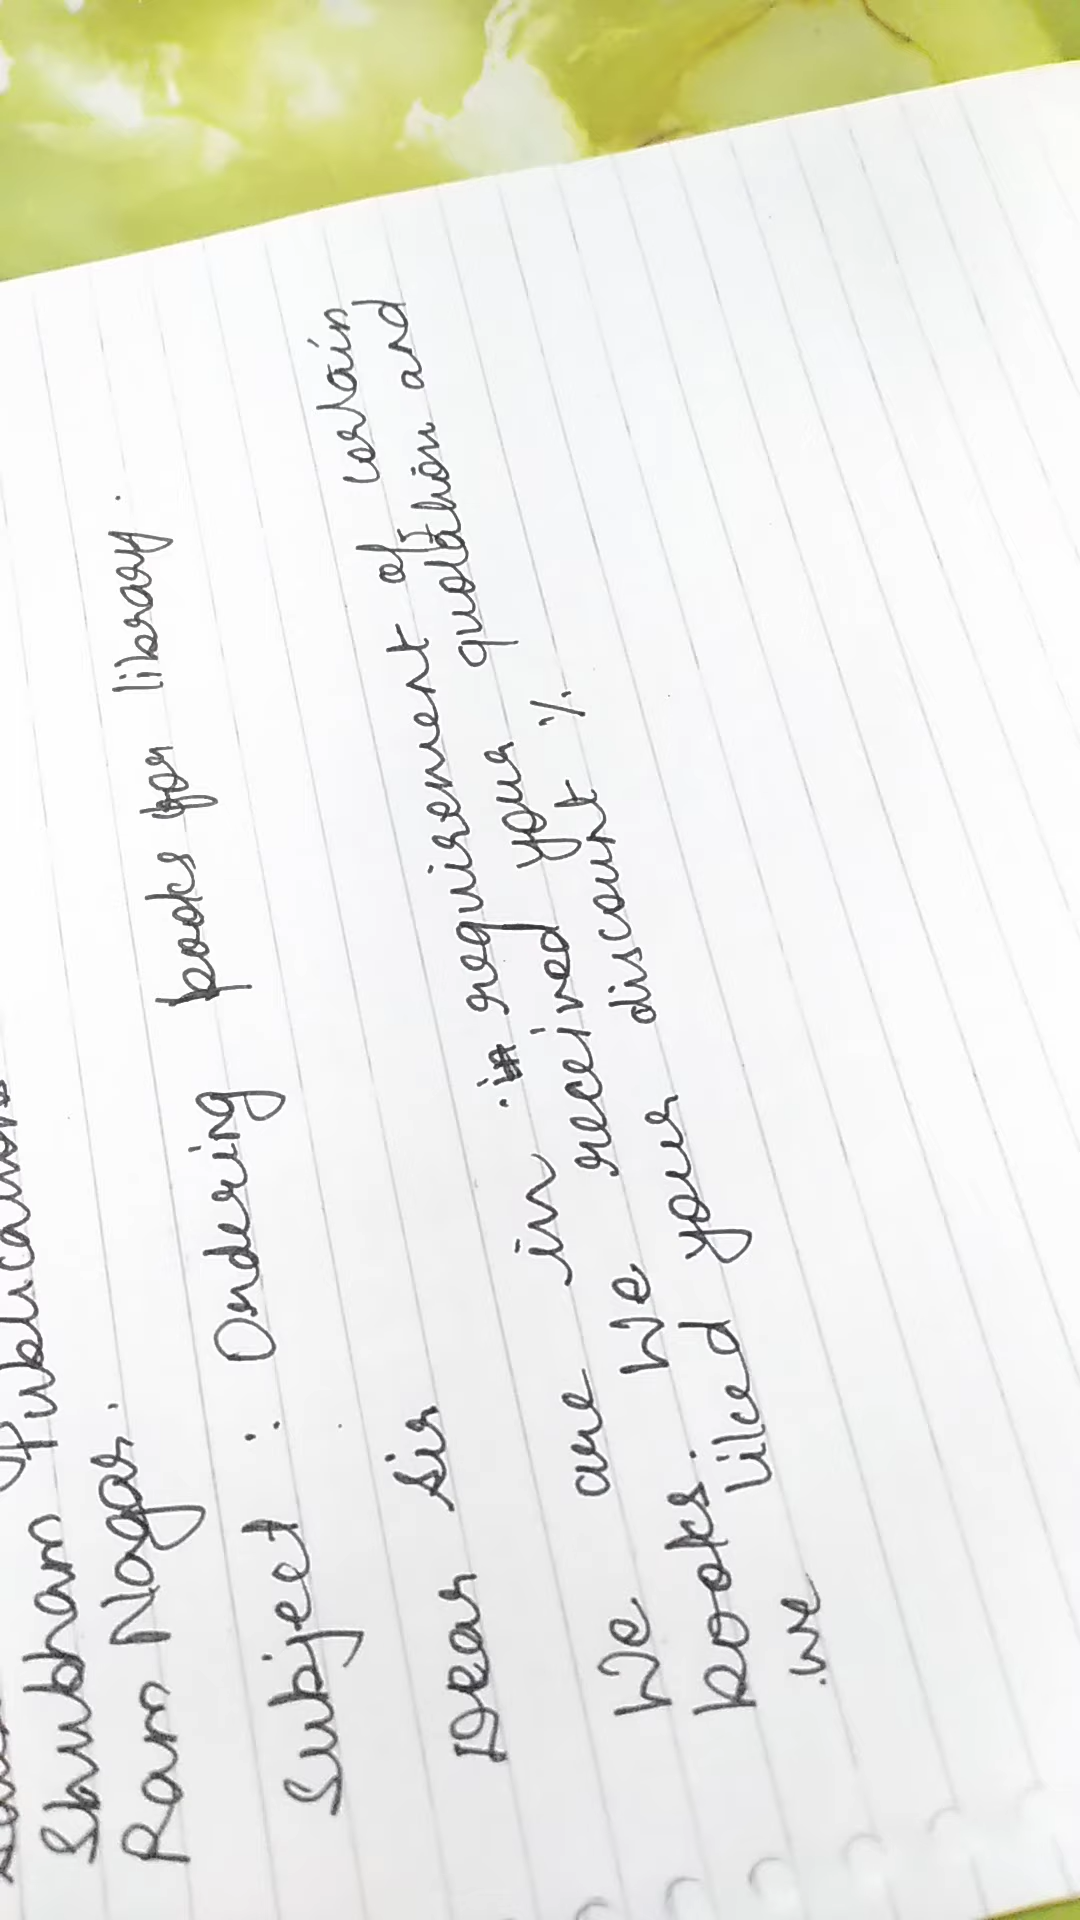 Shubham Publications
Ram Nagar.
Subject : Ordering books for library.
Dear Sir
We are in requirement of certain
books. We received your quotation and
liked your discount %.
we